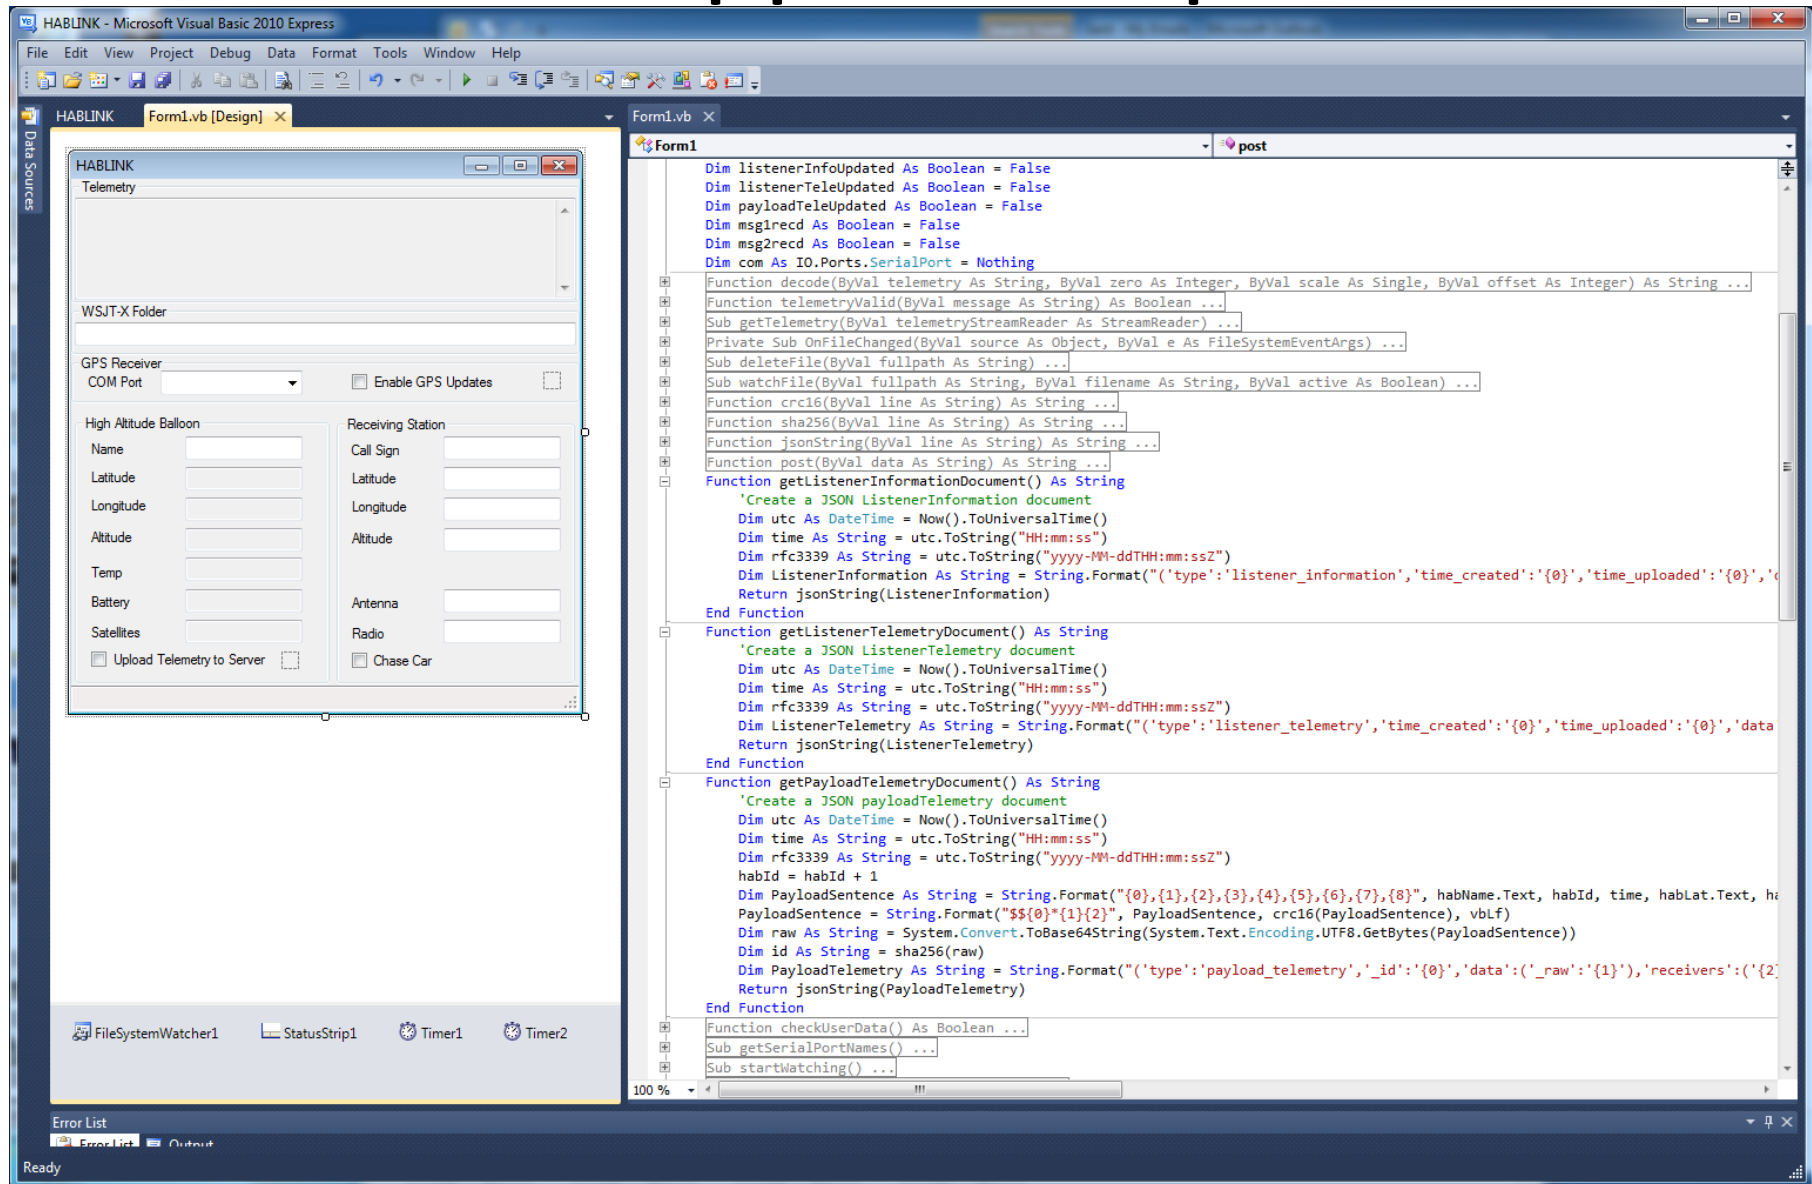 HABLINK - Microsoft Visual Basic 2010 Express
File Edit View Project Debug Data Format Tools Window Help
Data Sources
HABLINK Form1.vb [Design]
HABLINK
Telemetry
WSJT-X Folder
GPS Receiver
COM Port Enable GPS Updates
High Altitude Balloon Receiving Station
Name Call Sign
Latitude Latitude
Longitude Longitude
Altitude Altitude
Temp
Battery Antenna
Satellites Radio
Upload Telemetry to Server Chase Car
FileSystemWatcher1 StatusStrip1 Timer1 Timer2
Form1.vb
Form1 post
Dim listenerInfoUpdated As Boolean = False
Dim listenerTeleUpdated As Boolean = False
Dim payloadTeleUpdated As Boolean = False
Dim msg1recd As Boolean = False
Dim msg2recd As Boolean = False
Dim com As IO.Ports.SerialPort = Nothing
Function decode(ByVal telemetry As String, ByVal zero As Integer, ByVal scale As Single, ByVal offset As Integer) As String ...
Function telemetryValid(ByVal message As String) As Boolean ...
Sub getTelemetry(ByVal telemetryStreamReader As StreamReader) ...
Private Sub OnFileChanged(ByVal source As Object, ByVal e As FileSystemEventArgs) ...
Sub deleteFile(ByVal fullpath As String) ...
Sub watchFile(ByVal fullpath As String, ByVal filename As String, ByVal active As Boolean) ...
Function crc16(ByVal line As String) As String ...
Function sha256(ByVal line As String) As String ...
Function jsonString(ByVal line As String) As String ...
Function post(ByVal data As String) As String ...
Function getListenerInformationDocument() As String
'Create a JSON ListenerInformation document
Dim utc As DateTime = Now().ToUniversalTime()
Dim time As String = utc.ToString("HH:mm:ss")
Dim rfc3339 As String = utc.ToString("yyyy-MM-ddTHH:mm:ssZ")
Dim ListenerInformation As String = String.Format("('type':'listener_information','time_created':'{0}','time_uploaded':'{0}','
Return jsonString(ListenerInformation)
End Function
Function getListenerTelemetryDocument() As String
'Create a JSON ListenerTelemetry document
Dim utc As DateTime = Now().ToUniversalTime()
Dim time As String = utc.ToString("HH:mm:ss")
Dim rfc3339 As String = utc.ToString("yyyy-MM-ddTHH:mm:ssZ")
Dim ListenerTelemetry As String = String.Format("('type':'listener_telemetry','time_created':'{0}','time_uploaded':'{0}','data
Return jsonString(ListenerTelemetry)
End Function
Function getPayloadTelemetryDocument() As String
'Create a JSON payloadTelemetry document
Dim utc As DateTime = Now().ToUniversalTime()
Dim time As String = utc.ToString("HH:mm:ss")
Dim rfc3339 As String = utc.ToString("yyyy-MM-ddTHH:mm:ssZ")
habId = habId + 1
Dim PayloadSentence As String = String.Format("{0},{1},{2},{3},{4},{5},{6},{7},{8}", habName.Text, habId, time, habLat.Text, ha
PayloadSentence = String.Format("$${0}*{1}{2}", PayloadSentence, crc16(PayloadSentence), vbLf)
Dim raw As String = System.Convert.ToBase64String(System.Text.Encoding.UTF8.GetBytes(PayloadSentence))
Dim id As String = sha256(raw)
Dim PayloadTelemetry As String = String.Format("('type':'payload_telemetry','_id':'{0}','data':('_raw':'{1}'),'receivers':('{2}
Return jsonString(PayloadTelemetry)
End Function
Function checkUserData() As Boolean ...
Sub getSerialPortNames() ...
Sub startWatching() ...
100 %
Error List
Error List Output
Ready